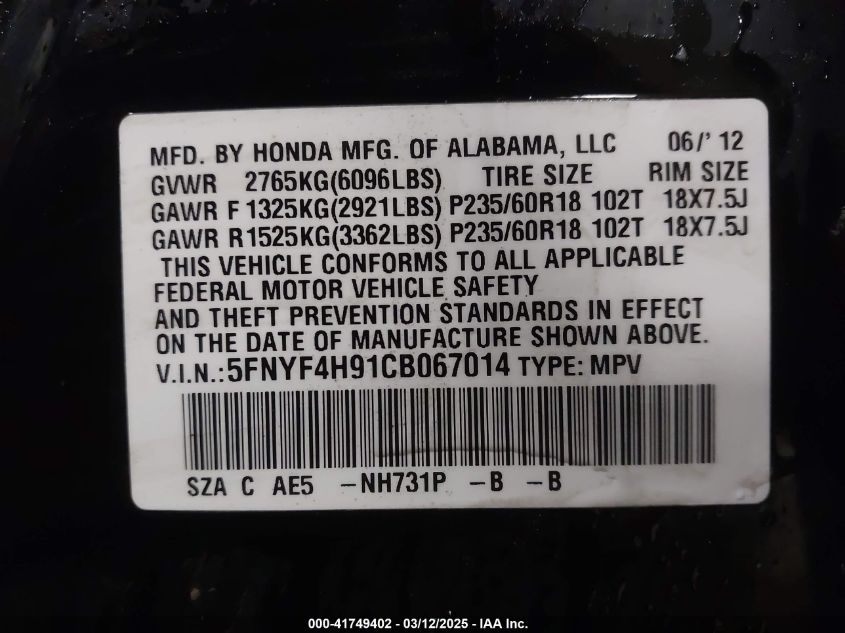 MFD. BY HONDA MFG. OF ALABAMA, LLC 06/' 12
GVWR 2765KG(6096LBS) TIRE SIZE RIM SIZE
GAWR F 1325KG(2921LBS) P235/60R18 102T 18X7.5J
GAWR R1525KG(3362LBS) P235/60R18 102T 18X7.5J
THIS VEHICLE CONFORMS TO ALL APPLICABLE
FEDERAL MOTOR VEHICLE SAFETY
AND THEFT PREVENTION STANDARDS IN EFFECT
ON THE DATE OF MANUFACTURE SHOWN ABOVE.
V.I.N.:5FNYF4H91CB067014 TYPE: MPV
SZA C AE5 -NH731P -B -B
000-41749402 - 03/12/2025 - IAA Inc.